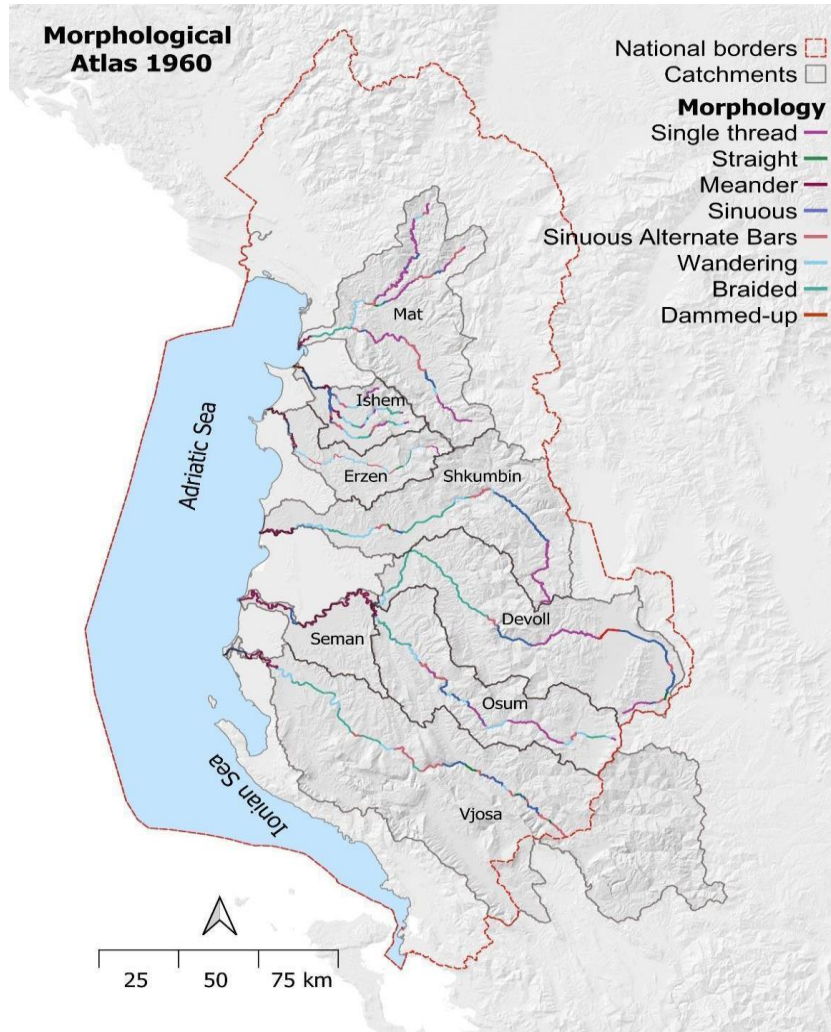 Morphological
Atlas 1960
National borders
Catchments
Morphology
Single thread
Straight
Meander
Sinuous
Sinuous Alternate Bars
Wandering
Braided
Dammed-up
Mat
Ishem
Erzen
Shkumbin
Adriatic Sea
Devoll
Seman
Osum
Vjosa
Ionian Sea
25 50 75 km